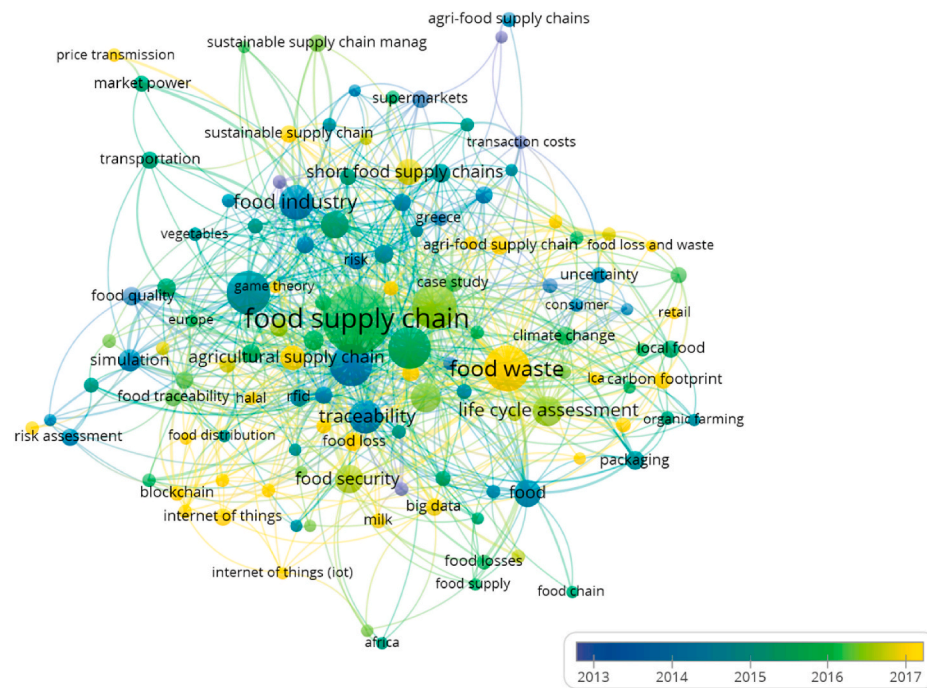 agri-food supply chains
sustainable supply chain manag
price transmission
market power
supermarkets
sustainable supply chain
transaction costs
transportation
short food supply chains
food industry
greece
vegetables
agri-food supply chain
food loss and waste
risk
uncertainty
case study
game theory
food quality
consumer
retail
food supply chain
europe
climate change
local food
simulation
agricultural supply chain
food waste
lca
carbon footprint
food traceability
halal
rfid
traceability
life cycle assessment
organic farming
risk assessment
food distribution
food loss
packaging
food security
blockchain
food
big data
internet of things
milk
food losses
internet of things (iot)
food supply
food chain
africa
2013
2014
2015
2016
2017